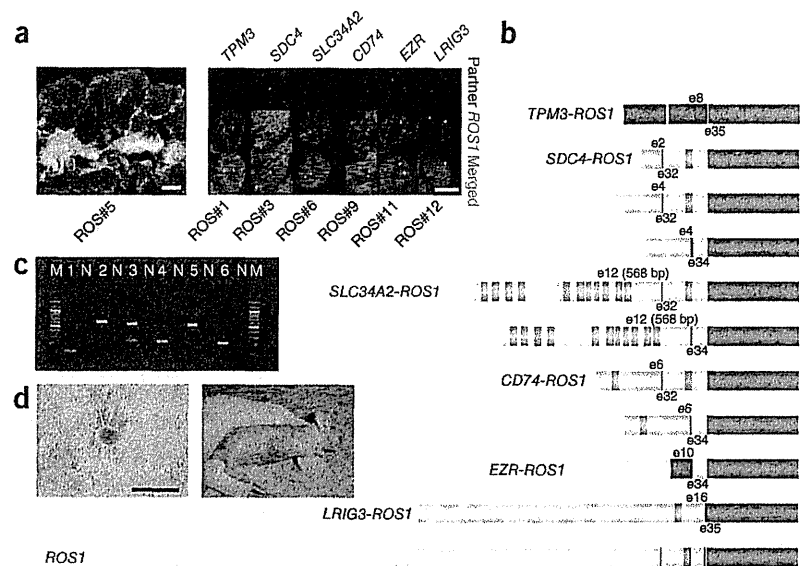 a
TPM3
SDC4
SLC34A2
CD74
EZR
LRIG3
Partner ROS1 Merged
ROS#5
ROS#1
ROS#3
ROS#6
ROS#9
ROS#11
ROS#12
b
TPM3-ROS1
e8
e35
SDC4-ROS1
e2
e32
e4
e32
e4
e34
SLC34A2-ROS1
e12 (568 bp)
e32
e12 (568 bp)
e34
CD74-ROS1
e6
e32
e6
e34
EZR-ROS1
e10
e34
LRIG3-ROS1
e16
e35
ROS1
c
M 1 N 2 N 3 N 4 N 5 N 6 N M
d